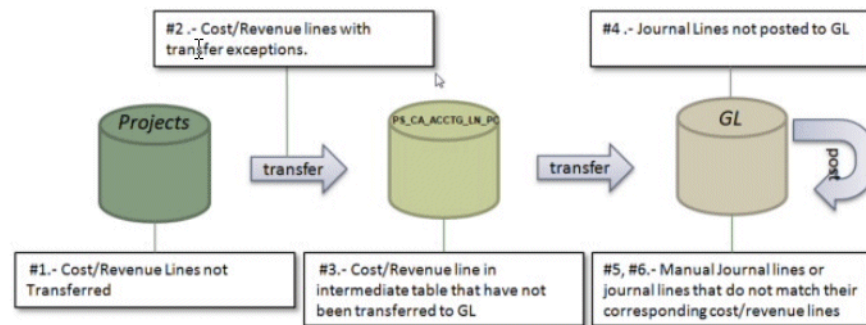 #2 .- Cost/Revenue lines with
transfer exceptions.
#4 .- Journal Lines not posted to GL
Projects
PS_CA_ACCTG_LN_PC
GL
transfer
transfer
post
#1.- Cost/Revenue Lines not
Transferred
#3.- Cost/Revenue line in
intermediate table that have not
been transferred to GL
#5, #6.- Manual Journal lines or
journal lines that do not match their
corresponding cost/revenue lines